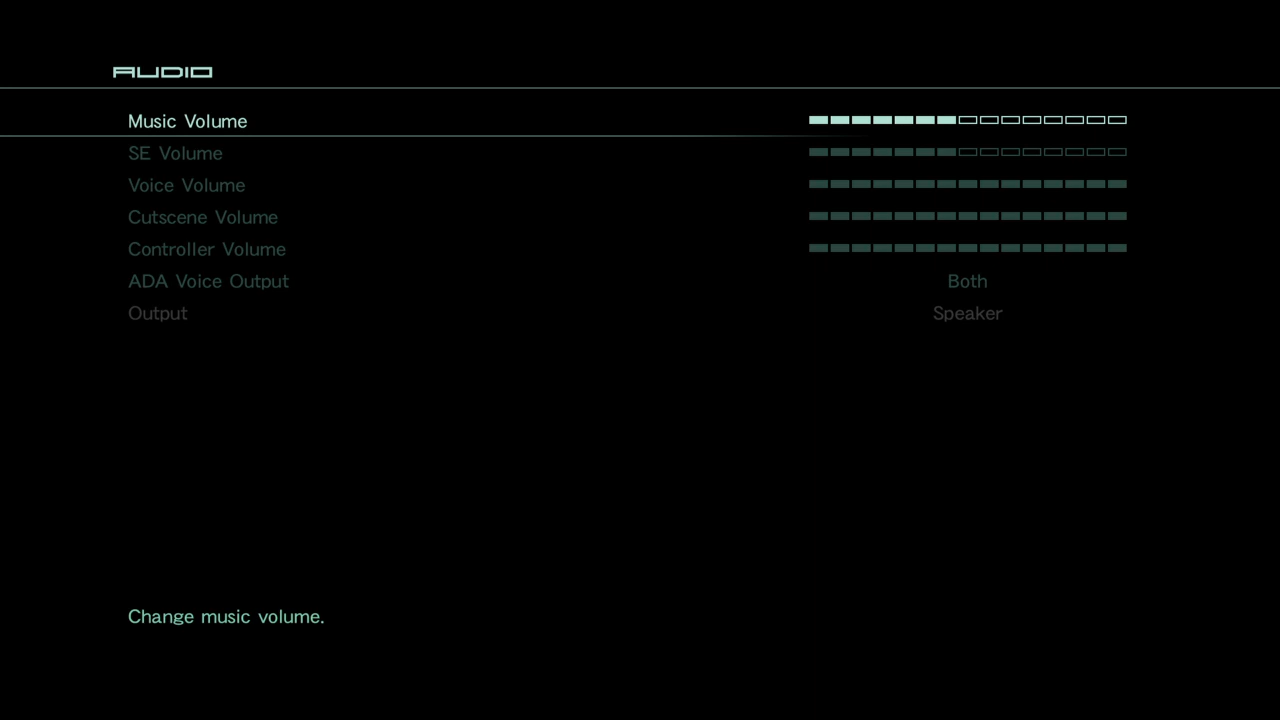 AUDIO
Music Volume
SE Volume
Voice Volume
Cutscene Volume
Controller Volume
ADA Voice Output Both
Output Speaker
Change music volume.